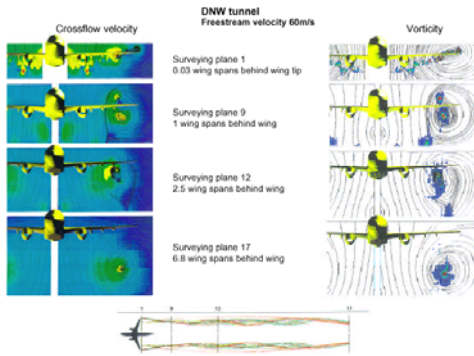 DNW tunnel
Freestream velocity 60m/s
Crossflow velocity
Vorticity
Surveying plane 1
0.03 wing spans behind wing tip
Surveying plane 9
1 wing spans behind wing
Surveying plane 12
2.5 wing spans behind wing
Surveying plane 17
6.8 wing spans behind wing
1 9 12 17